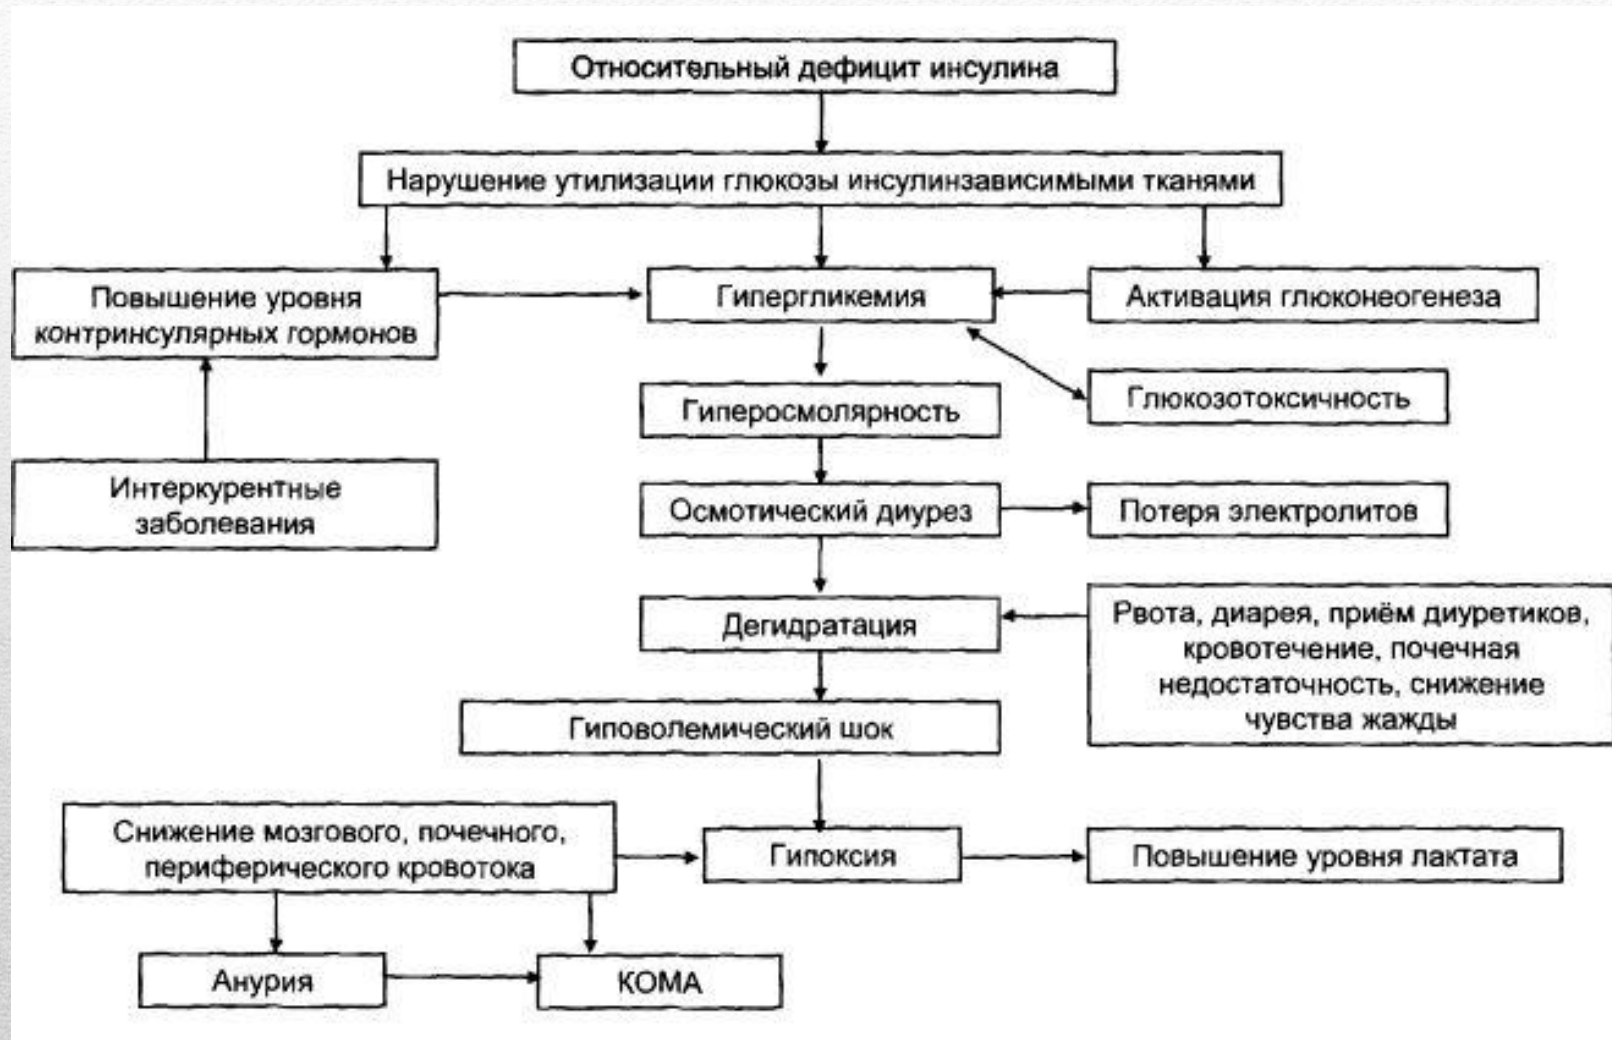 Относительный дефицит инсулина
Нарушение утилизации глюкозы инсулинзависимыми тканями
Повышение уровня
контринсулярных гормонов
Гипергликемия
Активация глюконеогенеза
Глюкозотоксичность
Гиперосмолярность
Интеркурентные
заболевания
Осмотический диурез
Потеря электролитов
Дегидратация
Рвота, диарея, приём диуретиков,
кровотечение, почечная
недостаточность, снижение
чувства жажды
Гиповолемический шок
Снижение мозгового, почечного,
периферического кровотока
Гипоксия
Повышение уровня лактата
Анурия
КОМА